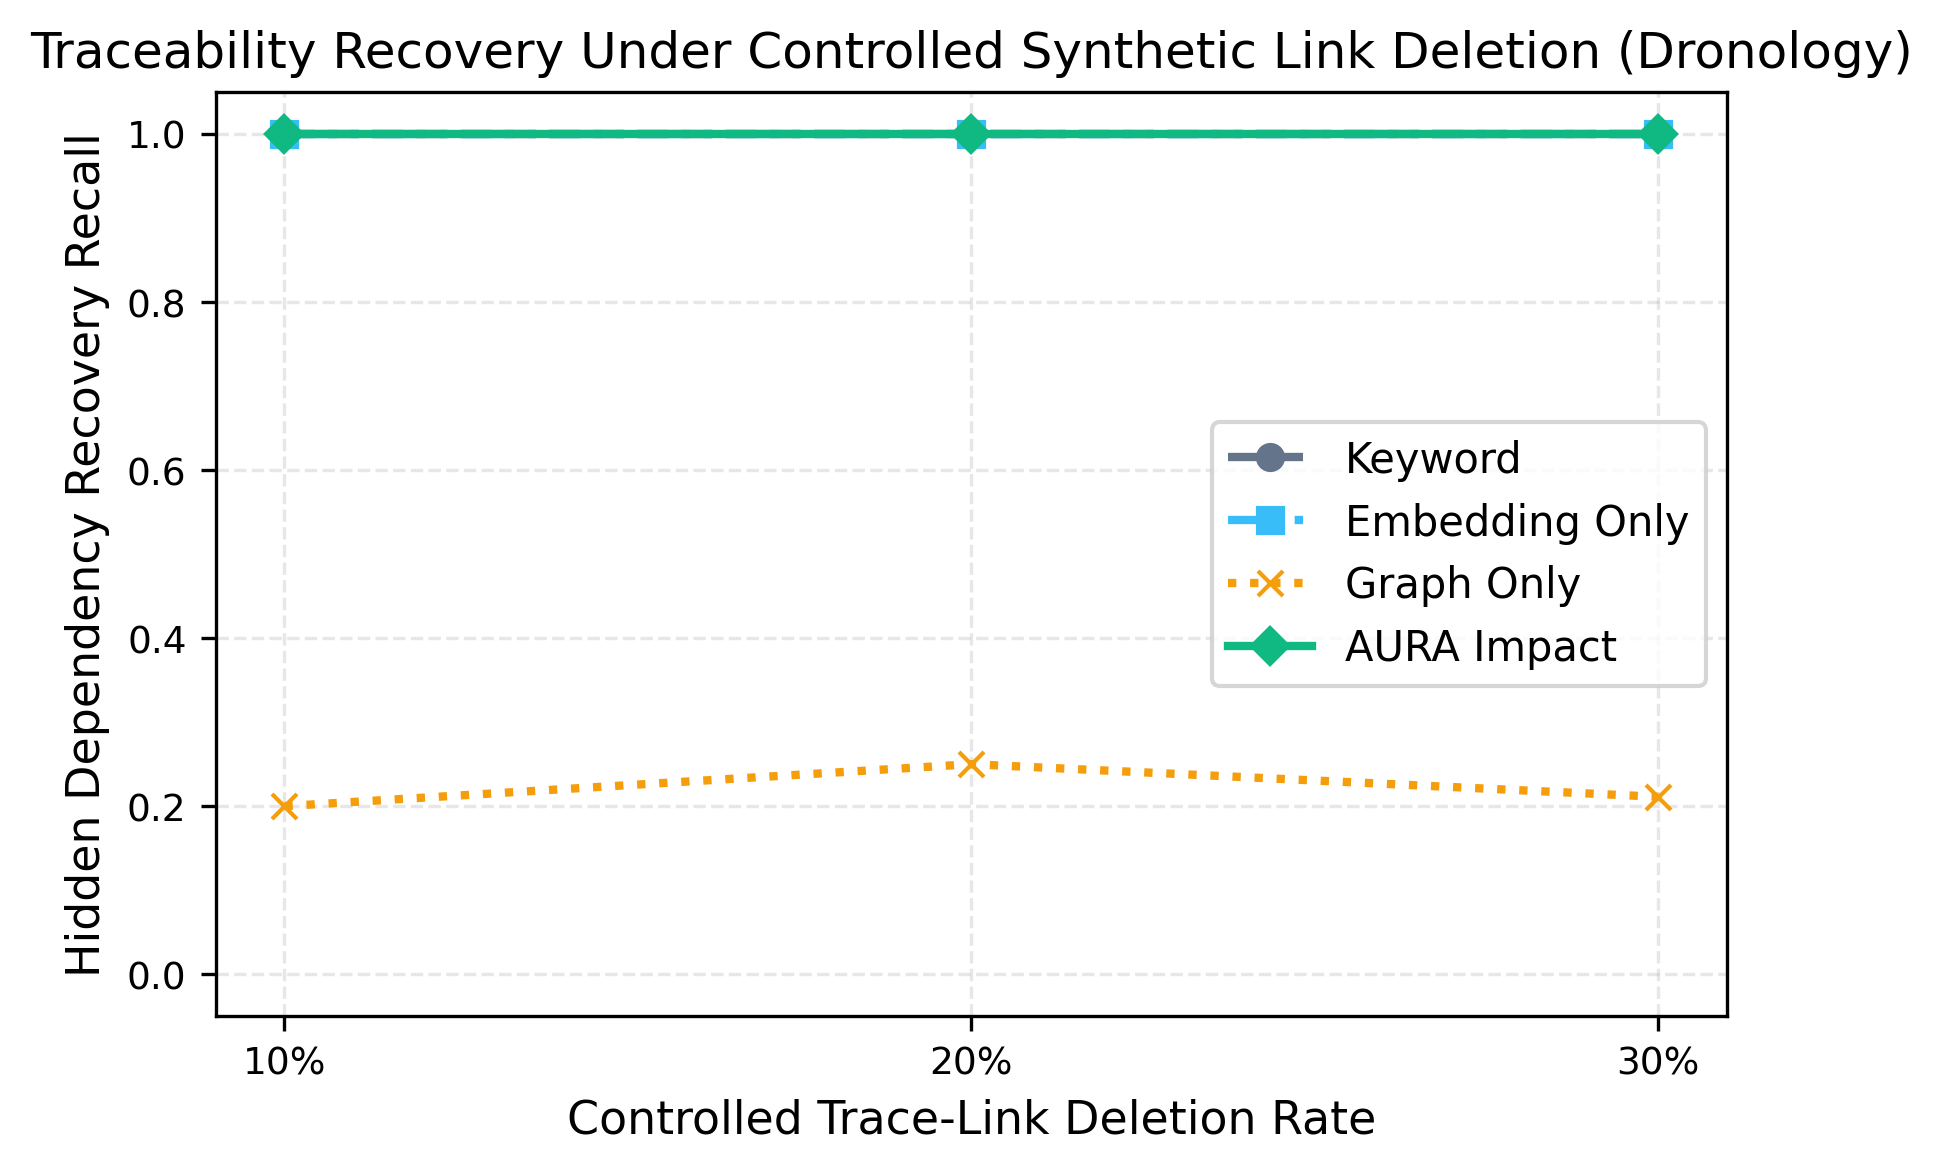 Traceability Recovery Under Controlled Synthetic Link Deletion (Dronology)
Hidden Dependency Recovery Recall
1.0
0.8
0.6
0.4
0.2
0.0
Keyword
Embedding Only
Graph Only
AURA Impact
10%
20%
30%
Controlled Trace-Link Deletion Rate